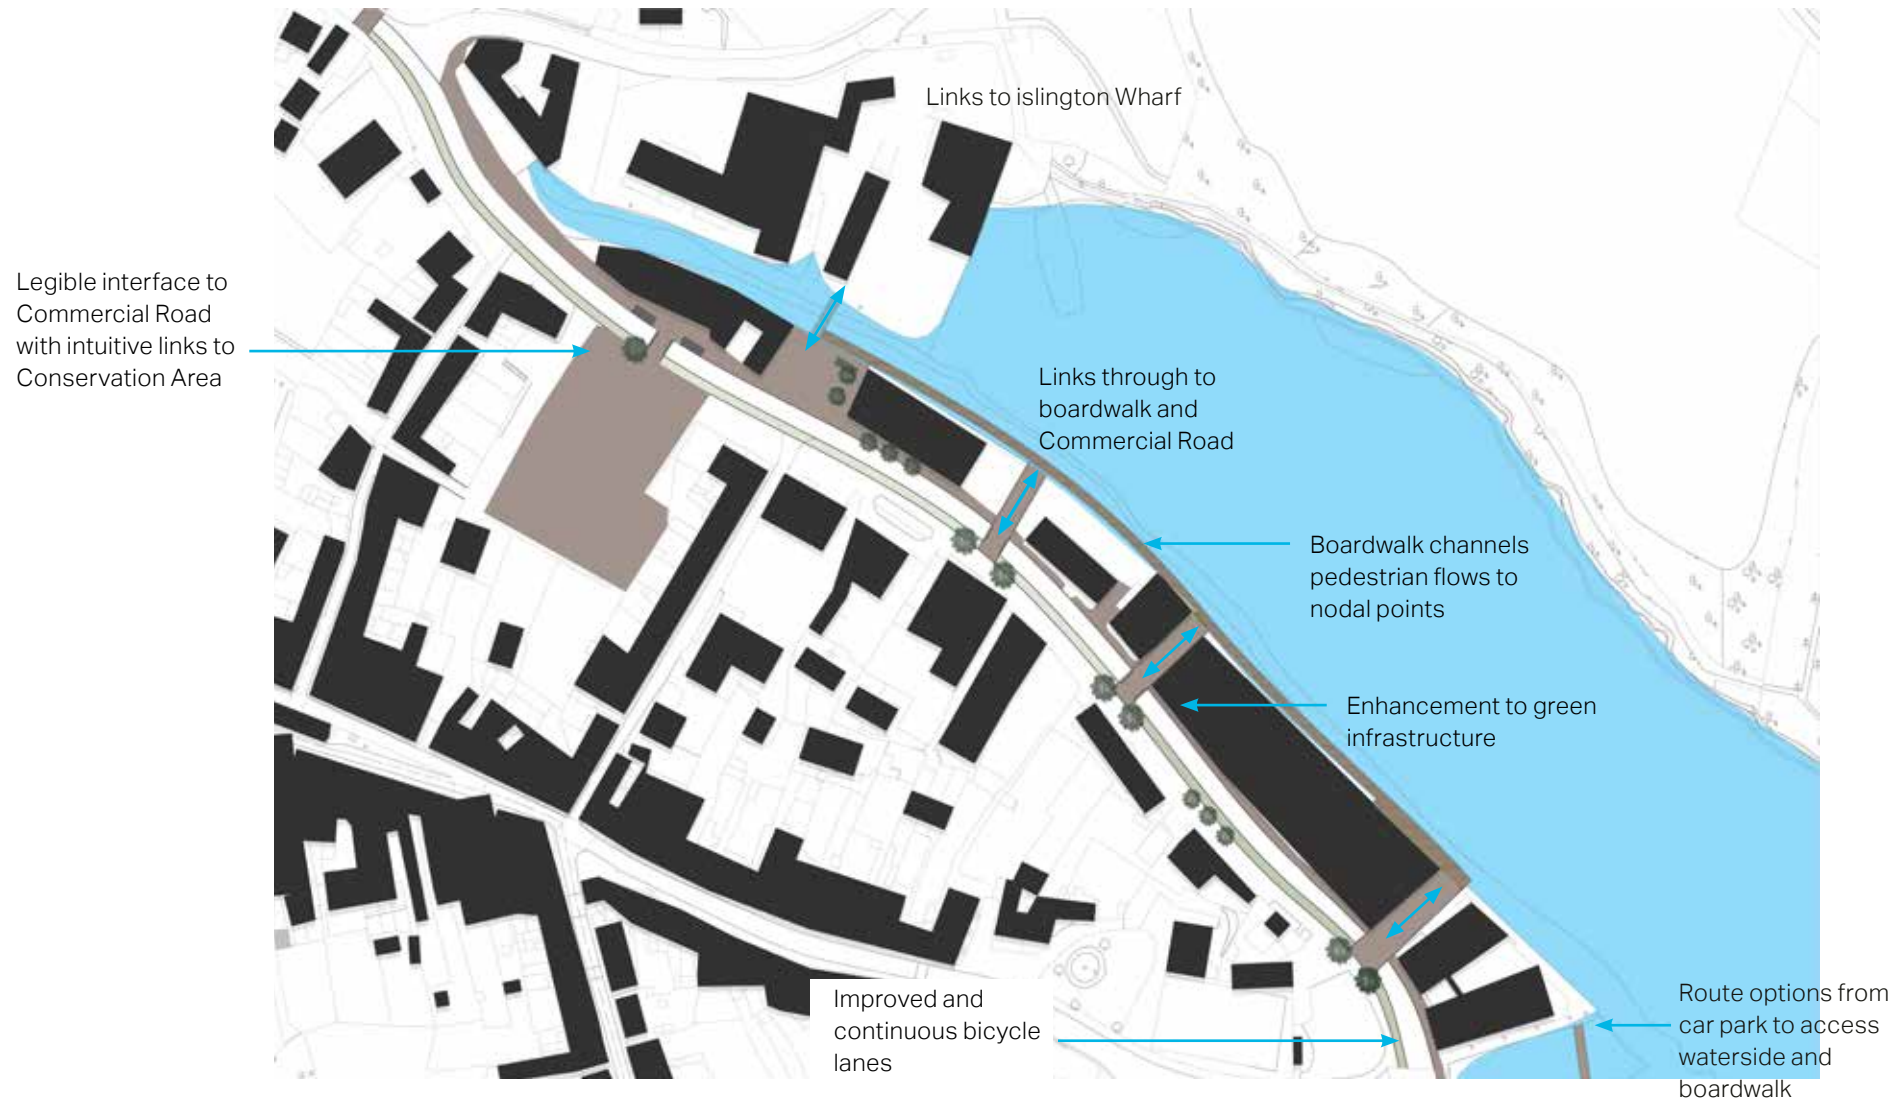 Links to islington Wharf
Legible interface to
Commercial Road
with intuitive links to
Conservation Area
Links through to
boardwalk and
Commercial Road
Boardwalk channels
pedestrian flows to
nodal points
Enhancement to green
infrastructure
Improved and
continuous bicycle
lanes
Route options from
car park to access
waterside and
boardwalk